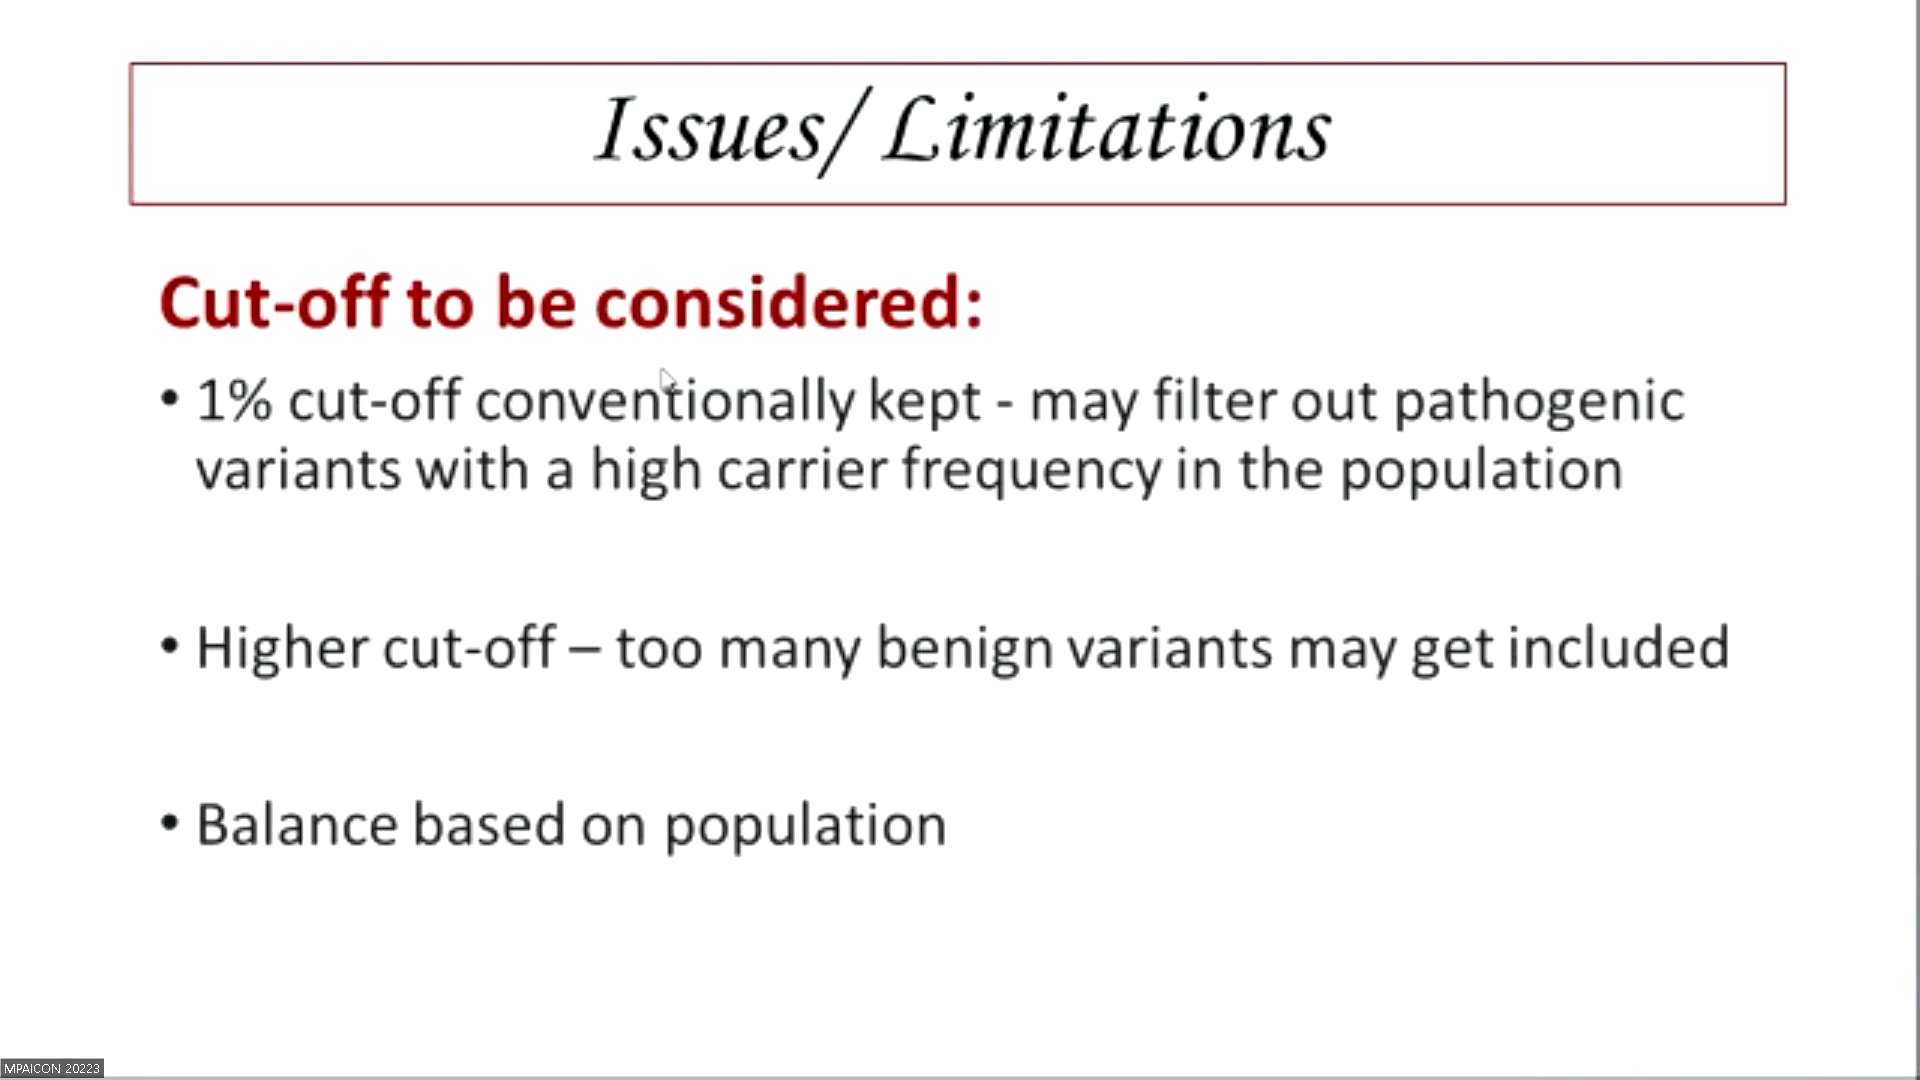 Issues/ Limitations
Cut-off to be considered:
• 1% cut-off conventionally kept - may filter out pathogenic
variants with a high carrier frequency in the population
• Higher cut-off – too many benign variants may get included
• Balance based on population
MPAICON 20223